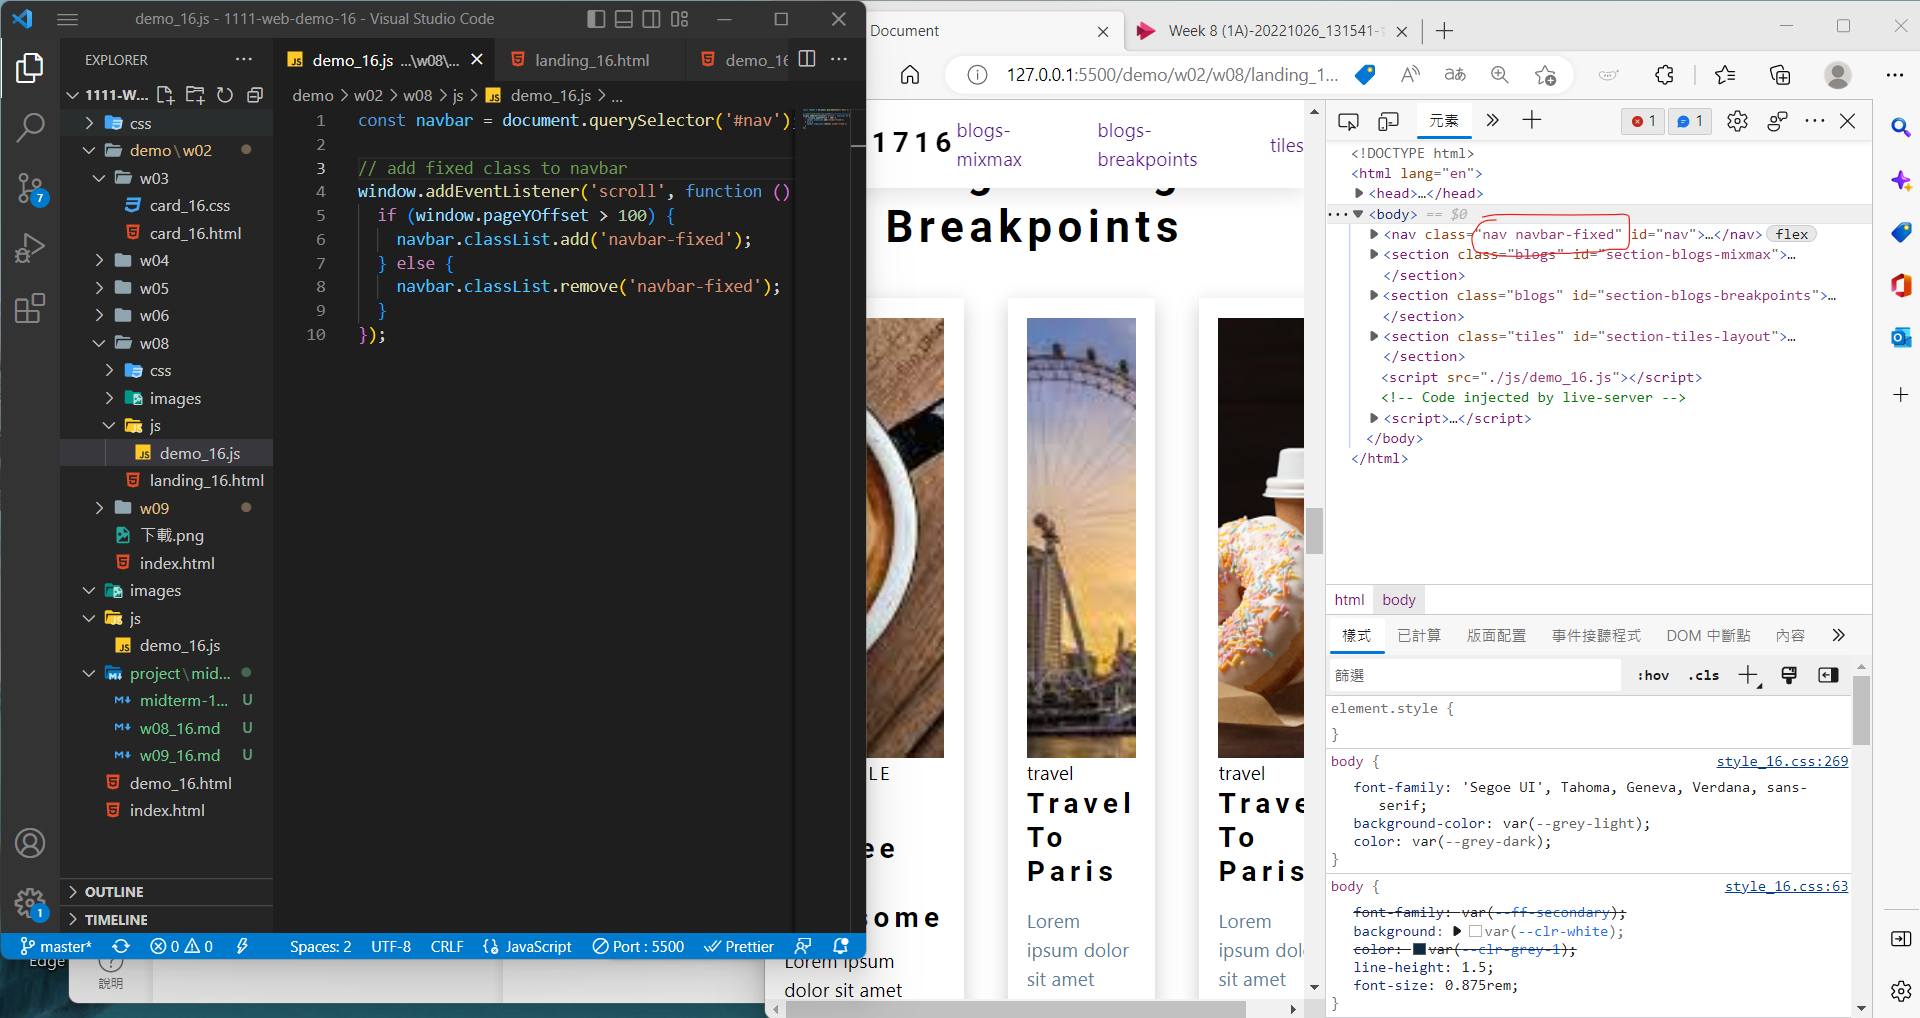 demo_16.js - 1111-web-demo-16 - Visual Studio Code
EXPLORER
1111-W...
css
demo\w02
w03
card_16.css
card_16.html
w04
w05
w06
w08
css
images
js
demo_16.js
landing_16.html
w09
下載.png
index.html
images
js
demo_16.js
project\mid...
midterm-1... U
w08_16.md U
w09_16.md U
demo_16.html
index.html
OUTLINE
TIMELINE
7
1
demo_16.js ...\w08\...
landing_16.html
demo_16
demo > w02 > w08 > js > demo_16.js > ...
1 const navbar = document.querySelector('#nav')
2
3 // add fixed class to navbar
4 window.addEventListener('scroll', function ()
5 if (window.pageYOffset > 100) {
6 navbar.classList.add('navbar-fixed');
7 } else {
8 navbar.classList.remove('navbar-fixed');
9 }
10 });
master* 0 0 Spaces: 2 UTF-8 CRLF JavaScript Port : 5500 Prettier
Edge
說明
Document
Week 8 (1A)-20221026_131541-
127.0.0.1:5500/demo/w02/w08/landing_1...
1716
blogs-mixmax
blogs-breakpoints
tiles
Breakpoints
travel
Travel To Paris
Lorem ipsum dolor sit amet
travel
Trave To Paris
Lorem ipsum do sit amet
LE
ee
some
Lorem ipsum
dolor sit amet
元素
1
1
<!DOCTYPE html>
<html lang="en">
<head>…</head>
<body> == $0
<nav class="nav navbar-fixed" id="nav">…</nav> flex
<section class="blogs" id="section-blogs-mixmax">…
</section>
<section class="blogs" id="section-blogs-breakpoints">…
</section>
<section class="tiles" id="section-tiles-layout">…
</section>
<script src="./js/demo_16.js"></script>
<!-- Code injected by live-server -->
<script>…</script>
</body>
</html>
html body
樣式 已計算 版面配置 事件接聽程式 DOM 中斷點 內容
篩選 :hov .cls
element.style {
}
body { style_16.css:269
font-family: 'Segoe UI', Tahoma, Geneva, Verdana, sans-
serif;
background-color: var(--grey-light);
color: var(--grey-dark);
}
body { style_16.css:63
font-family: var(--ff-secondary);
background: var(--clr-white);
color: var(--clr-grey-1);
line-height: 1.5;
font-size: 0.875rem;
}